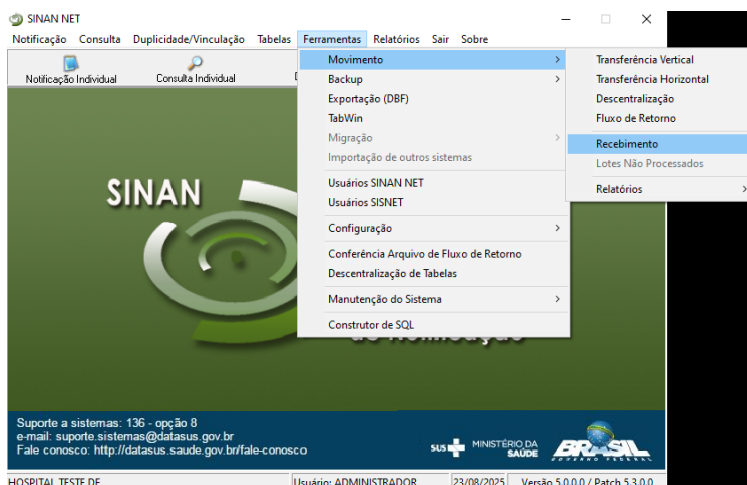 SINAN NET
Notificação Consulta Duplicidade/Vinculação Tabelas Ferramentas Relatórios Sair Sobre
Notificação Individual Consulta Individual
Movimento
Backup
Exportação (DBF)
TabWin
Migração
Importação de outros sistemas
Usuários SINAN NET
Usuários SISNET
Configuração
Conferência Arquivo de Fluxo de Retorno
Descentralização de Tabelas
Manutenção do Sistema
Construtor de SQL
Transferência Vertical
Transferência Horizontal
Descentralização
Fluxo de Retorno
Recebimento
Lotes Não Processados
Relatórios
SINAN
Suporte a sistemas: 136 - opção 8
e-mail: suporte.sistemas@datasus.gov.br
Fale conosco: http://datasus.saude.gov.br/fale-conosco
SUS MINISTÉRIO DA
SAÚDE
BRASIL
GOVERNO FEDERAL
HOSPITAL TESTE DF Usuário: ADMINISTRADOR 23/08/2025 Versão 5.0.0.0 / Patch 5.3.0.0